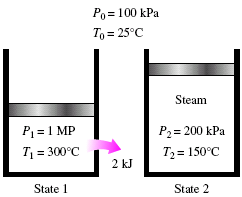 P₀ = 100 kPa
T₀ = 25°C
Steam
P₁ = 1 MP
P₂ = 200 kPa
T₁ = 300°C
T₂ = 150°C
2 kJ
State 1
State 2